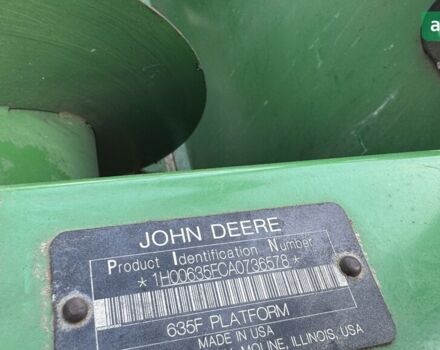 a
JOHN DEERE
Product Identification Number
*1H00635FCA0736578*
635F PLATFORM
MADE IN USA
MOLINE, ILLINOIS, USA